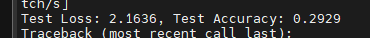 tch/s]
Test Loss: 2.1636, Test Accuracy: 0.2929
Traceback (most recent call last):